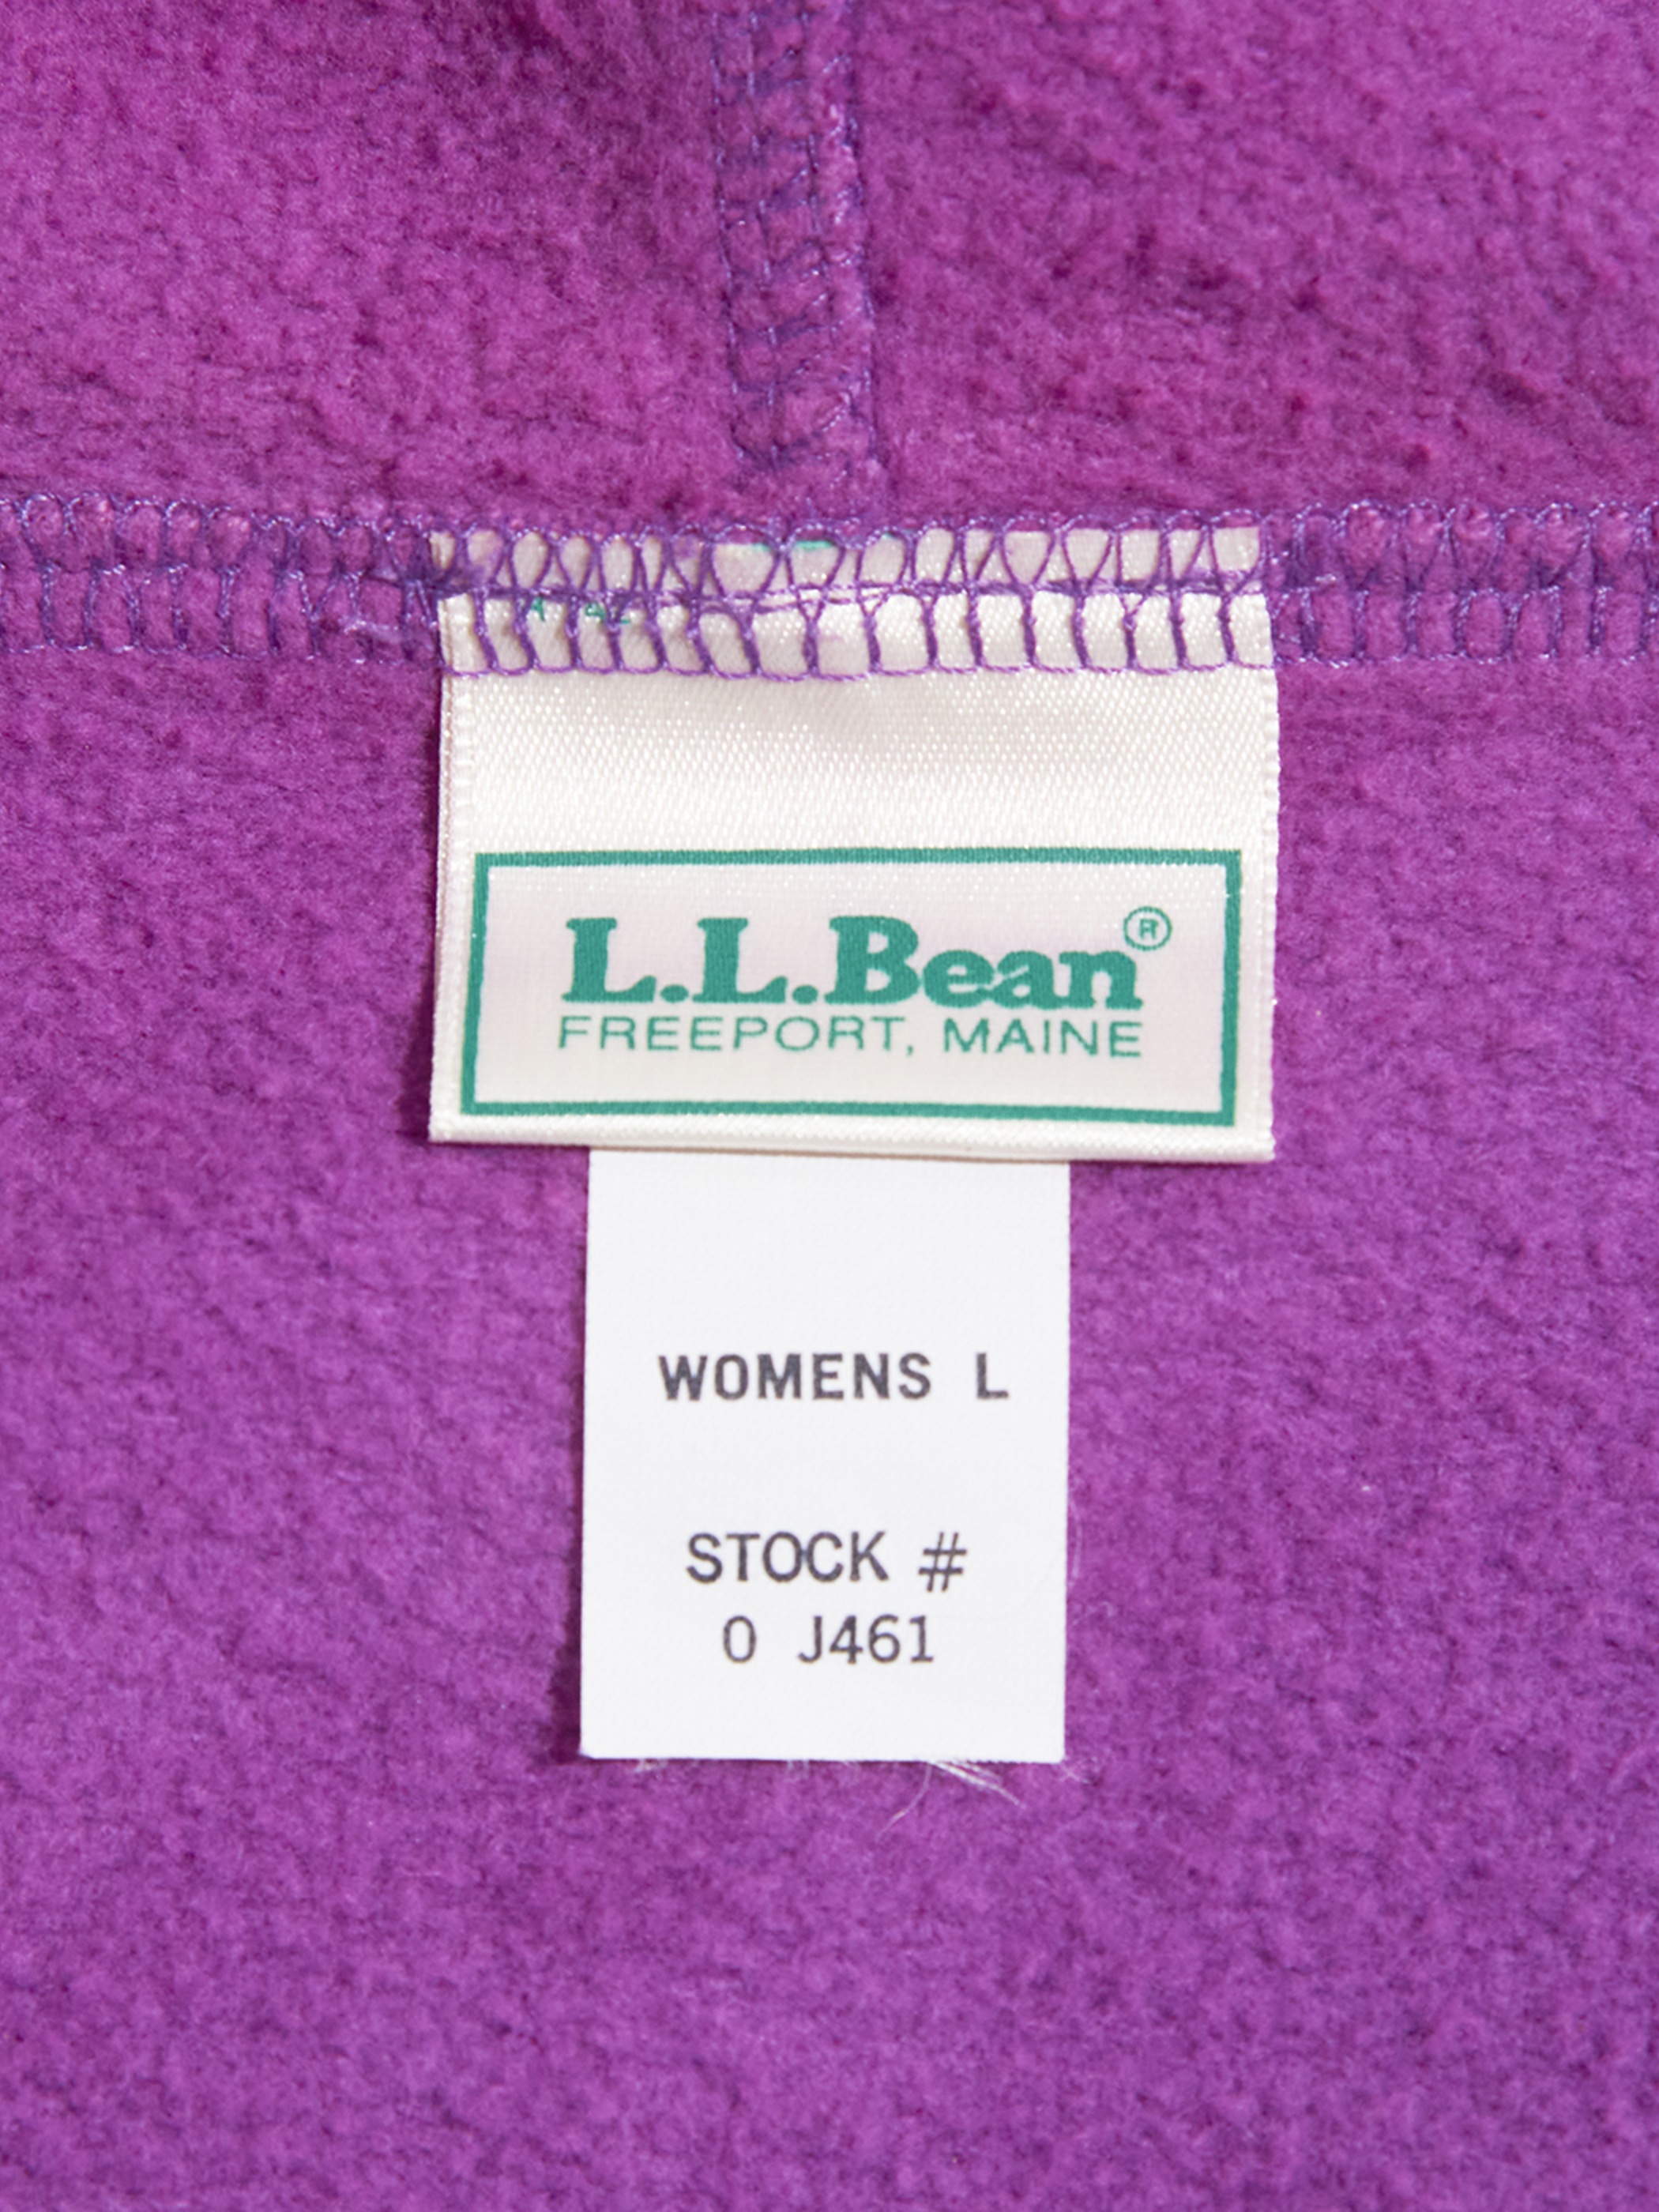 L.L.Bean®
FREEPORT, MAINE
WOMENS L
STOCK #
0 J461